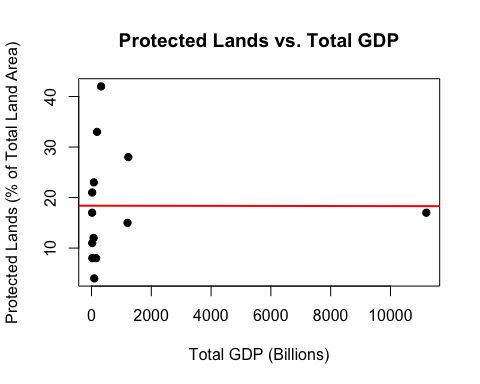 Protected Lands vs. Total GDP
Protected Lands (% of Total Land Area)
40
30
20
10
0 2000 4000 6000 8000 10000
Total GDP (Billions)